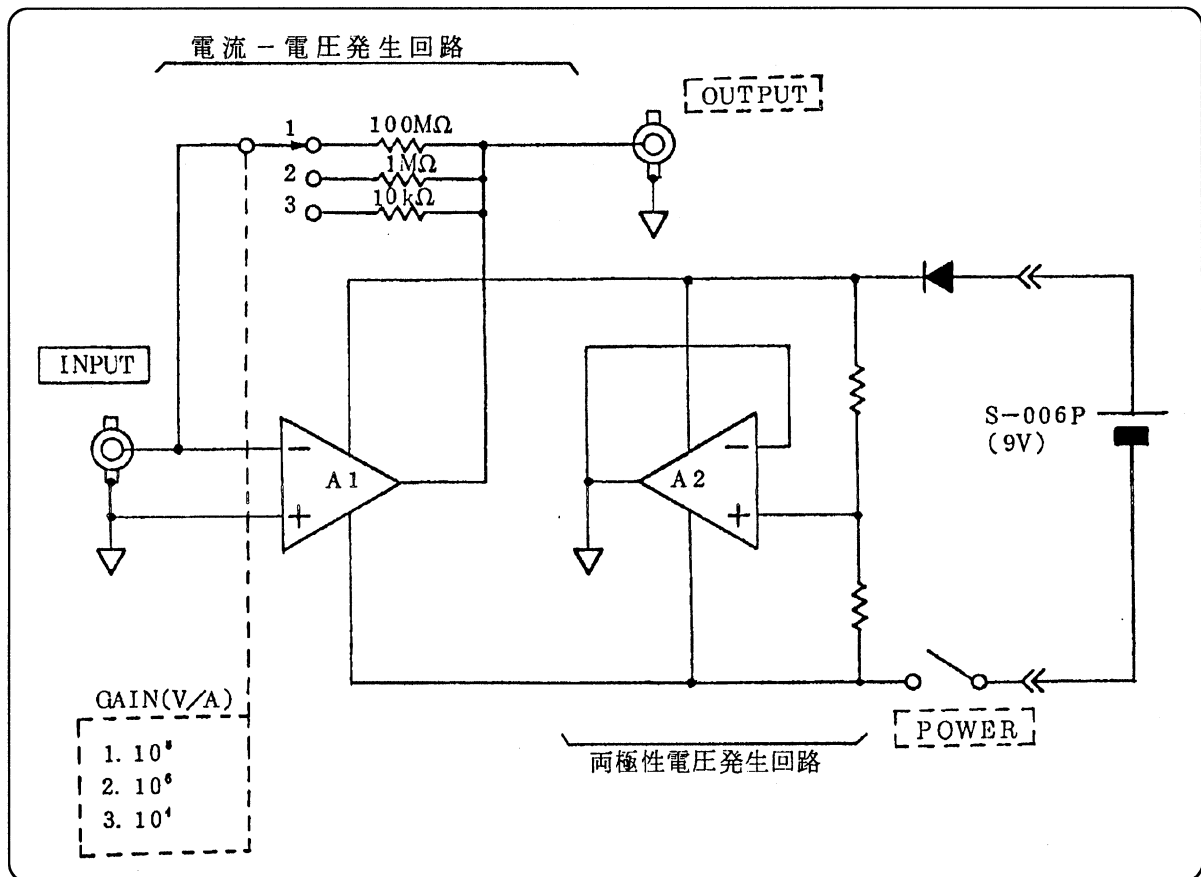 電流－電圧発生回路
OUTPUT
1
100MΩ
2
1MΩ
3
10kΩ
INPUT
−
A1
+
−
A2
+
S-006P
(9V)
GAIN(V/A)
1. 10⁸
2. 10⁶
3. 10⁴
POWER
両極性電圧発生回路